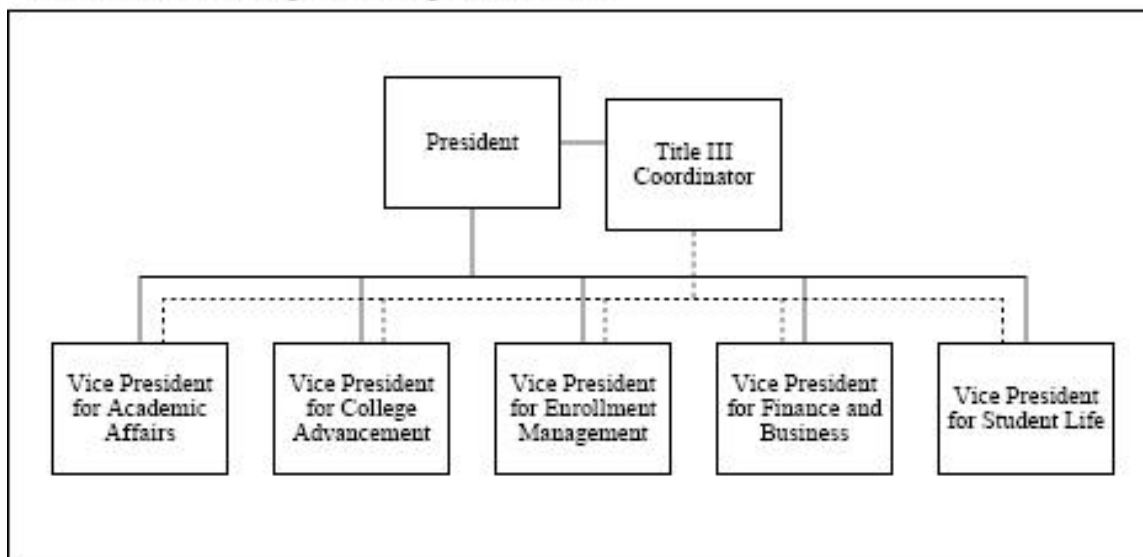 President
Title III
Coordinator
Vice President
for Academic
Affairs
Vice President
for College
Advancement
Vice President
for Enrollment
Management
Vice President
for Finance and
Business
Vice President
for Student Life